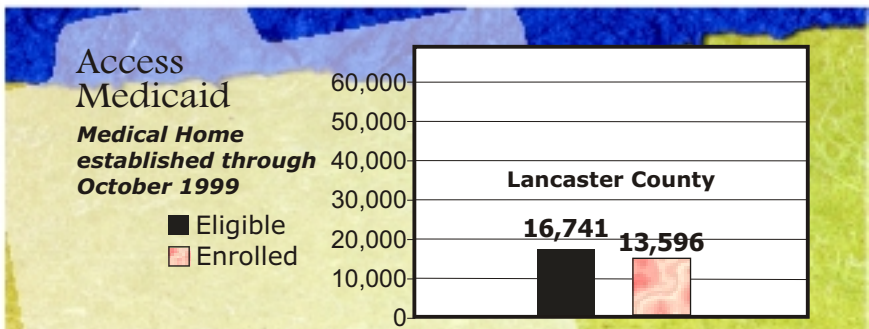 Access
Medicaid
Medical Home
established through
October 1999
Eligible
Enrolled
60,000
50,000
40,000
30,000
20,000
10,000
0
Lancaster County
16,741
13,596